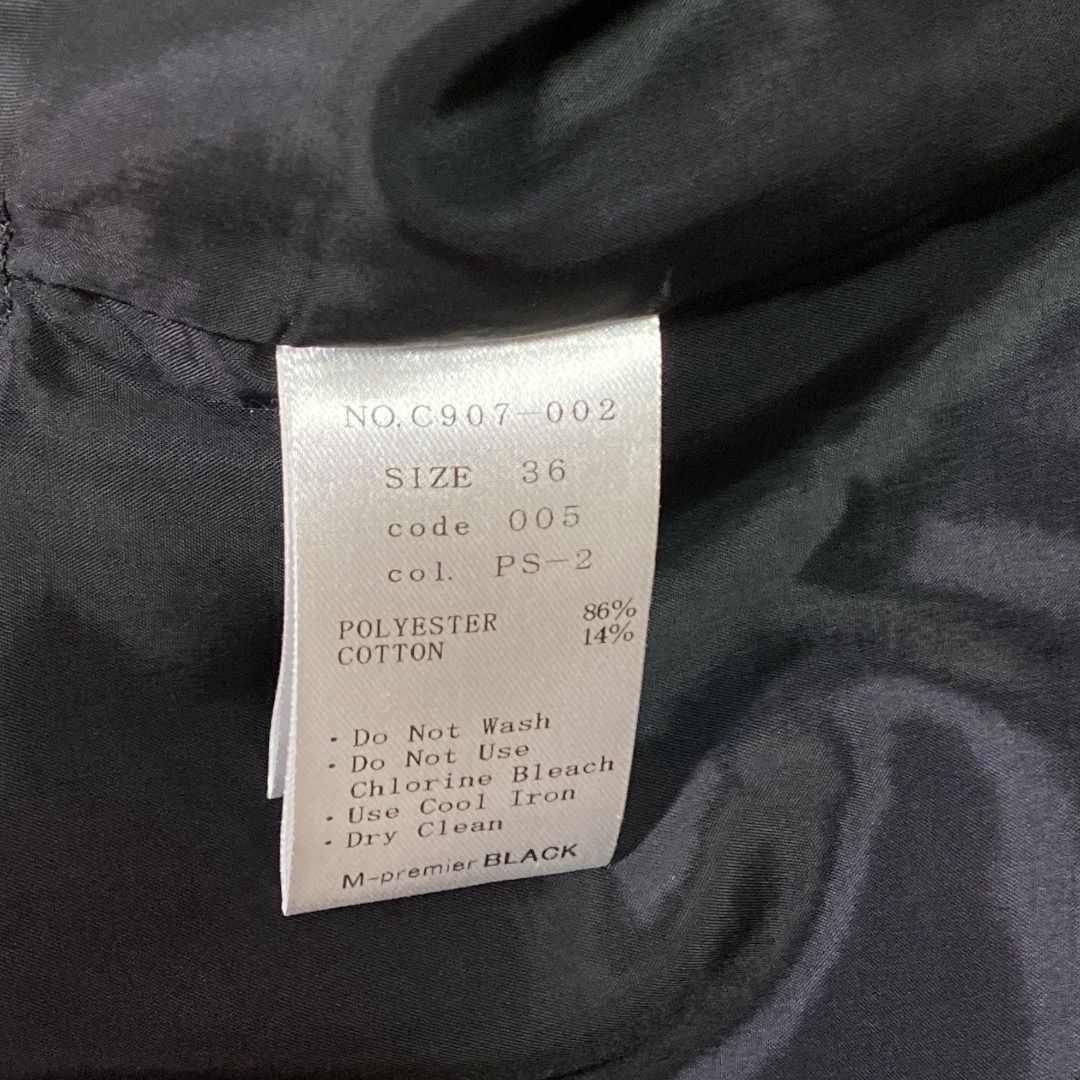 NO.C907-002
SIZE 36
code 005
col. PS-2
POLYESTER 86%
COTTON 14%
・Do Not Wash
・Do Not Use
Chlorine Bleach
・Use Cool Iron
・Dry Clean
M-premier BLACK